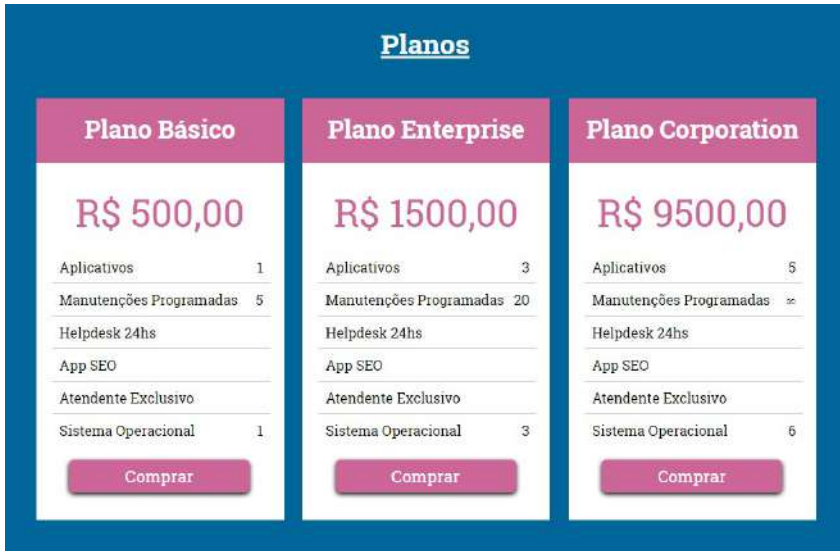 Planos
Plano Básico
R$ 500,00
Aplicativos 1
Manutenções Programadas 5
Helpdesk 24hs
App SEO
Atendente Exclusivo
Sistema Operacional 1
Comprar
Plano Enterprise
R$ 1500,00
Aplicativos 3
Manutenções Programadas 20
Helpdesk 24hs
App SEO
Atendente Exclusivo
Sistema Operacional 3
Comprar
Plano Corporation
R$ 9500,00
Aplicativos 5
Manutenções Programadas ∞
Helpdesk 24hs
App SEO
Atendente Exclusivo
Sistema Operacional 6
Comprar